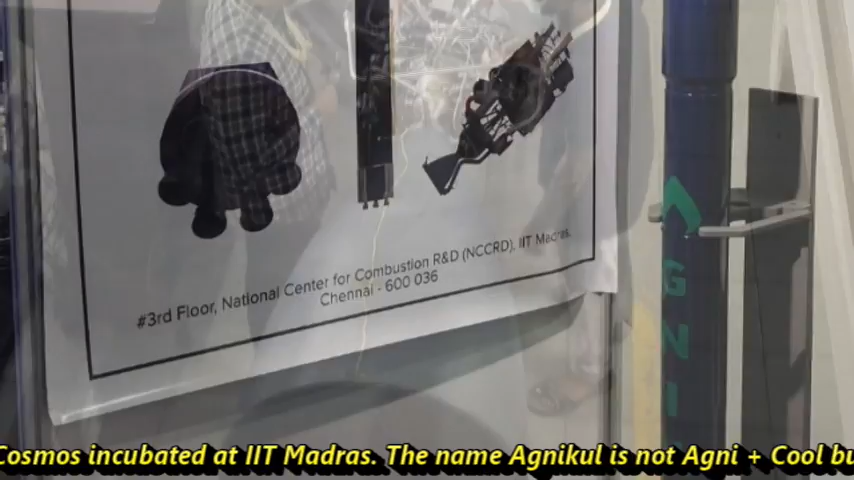 #3rd Floor, National Center for Combustion R&D (NCCRD), IIT Madras.
Chennai - 600 036
AGNI
Cosmos incubated at IIT Madras. The name Agnikul is not Agni + Cool bu